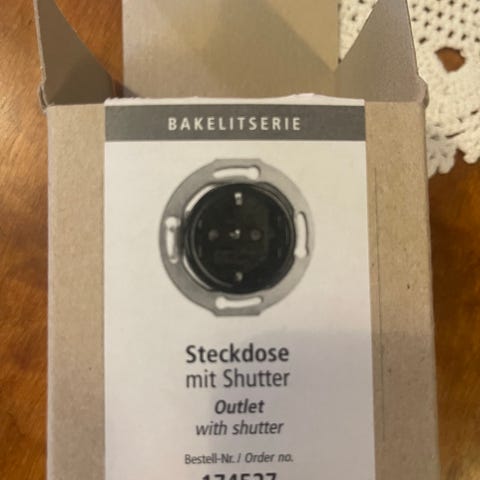 BAKELITSERIE
Steckdose
mit Shutter
Outlet
with shutter
Bestell-Nr. / Order no.